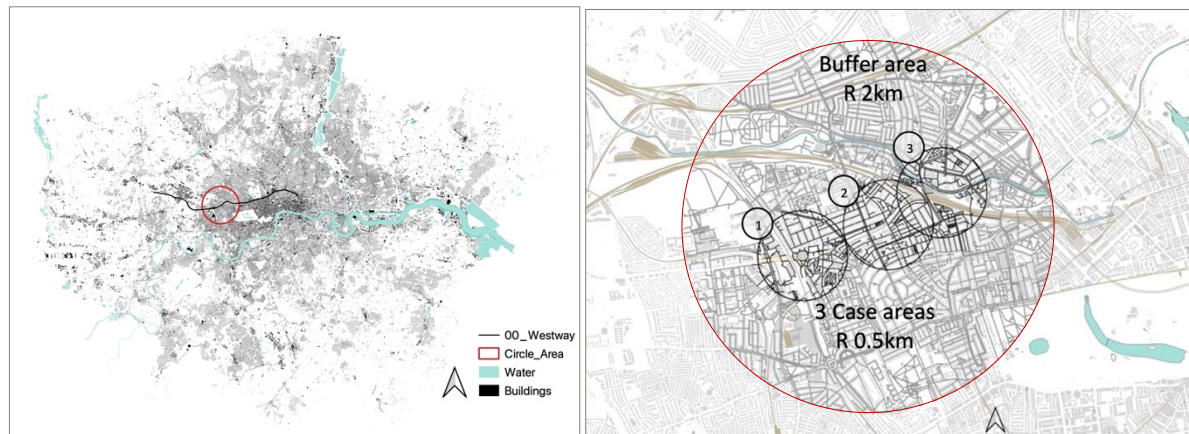 00_Westway
Circle_Area
Water
Buildings
Buffer area
R 2km
3
2
1
3 Case areas
R 0.5km